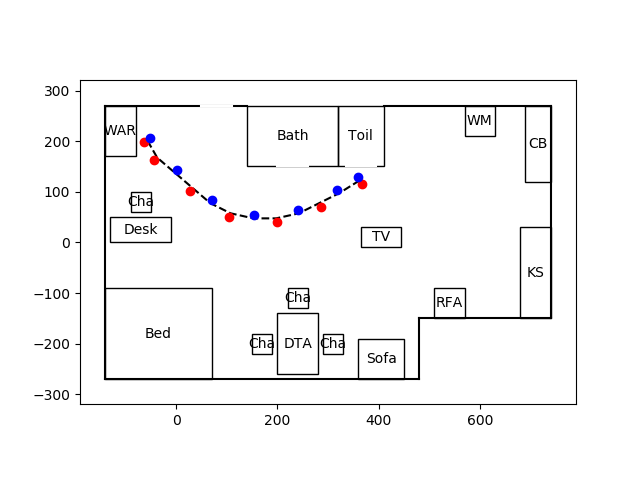 300
200
100
0
−100
−200
−300
0
200
400
600
WAR
Bath
Toil
WM
CB
Cha
Desk
TV
KS
Bed
Cha
RFA
Cha
DTA
Cha
Sofa